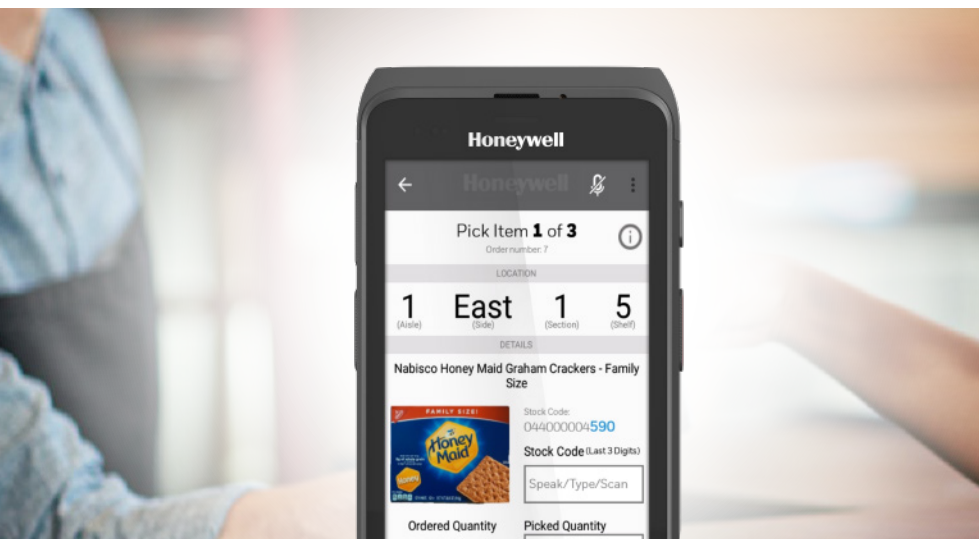 Honeywell
Honeywell
Pick Item 1 of 3
Order number: 7
LOCATION
1 East 1 5
(Aisle) (Side) (Section) (Shelf)
DETAILS
Nabisco Honey Maid Graham Crackers - Family
Size
FAMILY SIZE!
Honey
Maid
Honey
Stock Code:
044000004590
Stock Code (Last 3 Digits)
Speak/Type/Scan
Ordered Quantity Picked Quantity